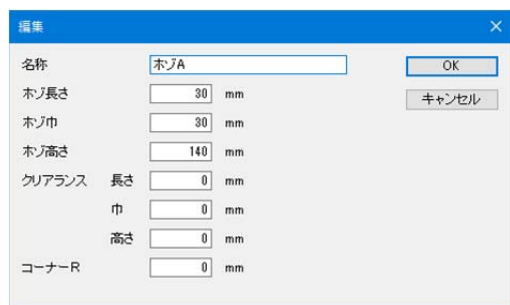 編集
名称 ホゾA OK
ホゾ長さ 30 mm キャンセル
ホゾ巾 30 mm
ホゾ高さ 140 mm
クリアランス 長さ 0 mm
巾 0 mm
高さ 0 mm
コーナーR 0 mm